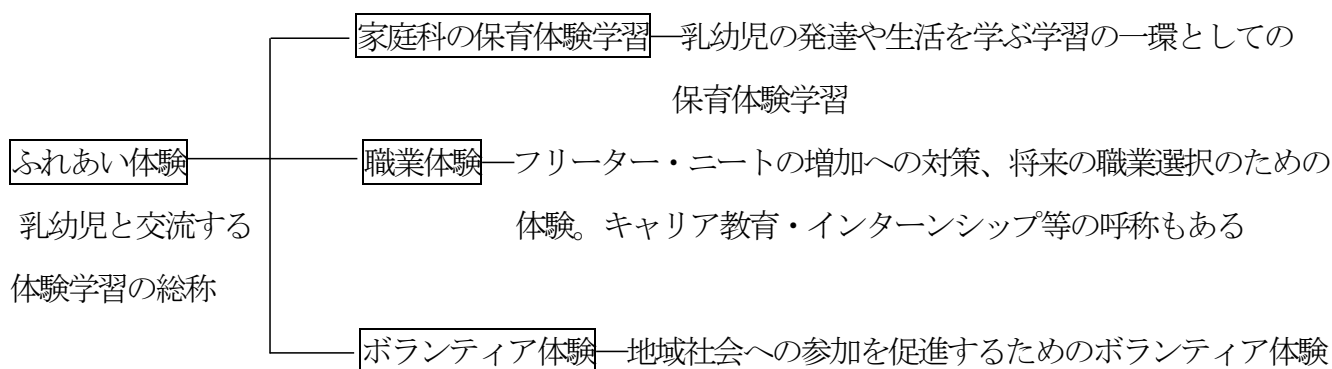 家庭科の保育体験学習―乳幼児の発達や生活を学ぶ学習の一環としての
保育体験学習
ふれあい体験
職業体験―フリーター・ニートの増加への対策、将来の職業選択のための
乳幼児と交流する
体験。キャリア教育・インターンシップ等の呼称もある
体験学習の総称
ボランティア体験―地域社会への参加を促進するためのボランティア体験